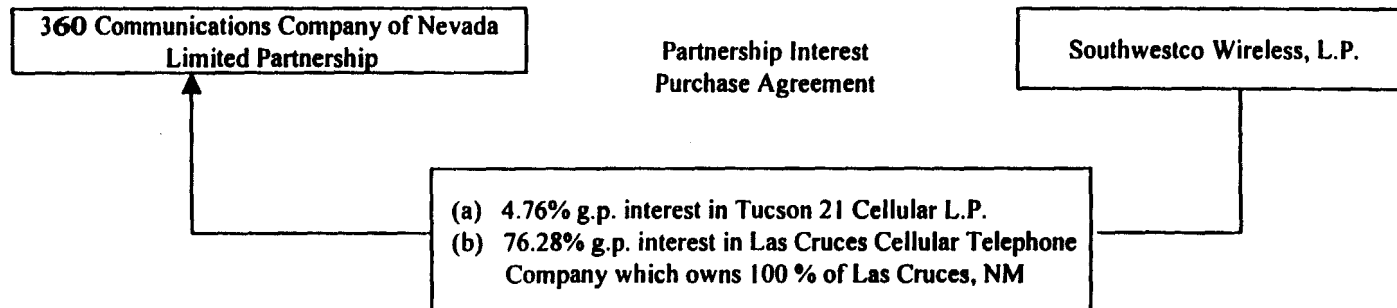 360 Communications Company of Nevada
Limited Partnership
Partnership Interest
Purchase Agreement
Southwestco Wireless, L.P.
(a) 4.76% g.p. interest in Tucson 21 Cellular L.P.
(b) 76.28% g.p. interest in Las Cruces Cellular Telephone
Company which owns 100 % of Las Cruces, NM